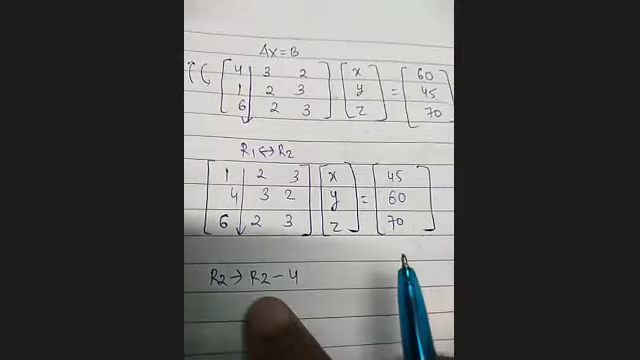 AX=B
[4 3 2] [x] = [60]
[1 2 3] [y] [45]
[6 2 3] [z] [70]
R1↔R2
[1 2 3] [x] = [45]
[4 3 2] [y] [60]
[6 2 3] [z] [70]
R2→R2-4